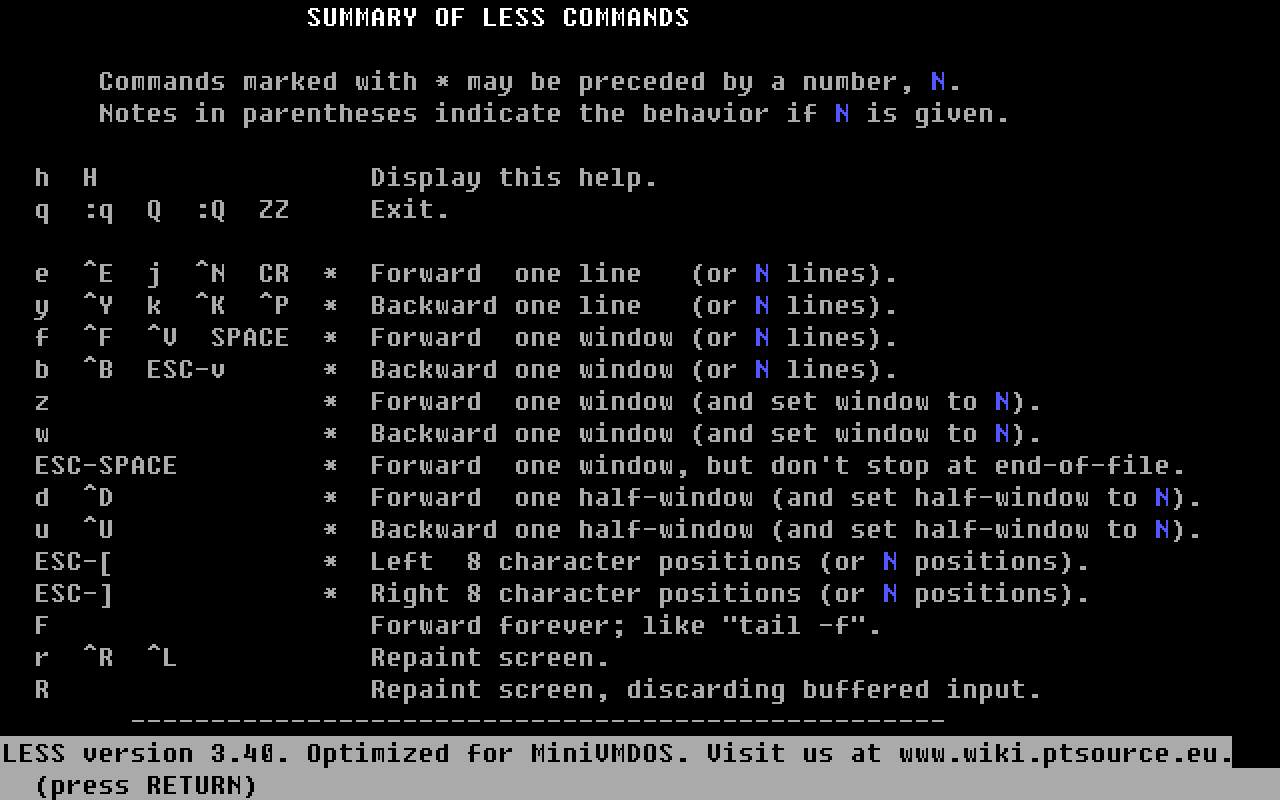 SUMMARY OF LESS COMMANDS
Commands marked with * may be preceded by a number, N.
Notes in parentheses indicate the behavior if N is given.
h  H                 Display this help.
q  :q  Q  :Q  ZZ     Exit.
e  ^E  j  ^N  CR  *  Forward  one line   (or N lines).
y  ^Y  k  ^K  ^P  *  Backward one line   (or N lines).
f  ^F  ^V  SPACE  *  Forward  one window (or N lines).
b  ^B  ESC-v      *  Backward one window (or N lines).
z                 *  Forward  one window (and set window to N).
w                 *  Backward one window (and set window to N).
ESC-SPACE         *  Forward  one window, but don't stop at end-of-file.
d  ^D             *  Forward  one half-window (and set half-window to N).
u  ^U             *  Backward one half-window (and set half-window to N).
ESC-[             *  Left  8 character positions (or N positions).
ESC-]             *  Right 8 character positions (or N positions).
F                    Forward forever; like "tail -f".
r  ^R  ^L            Repaint screen.
R                    Repaint screen, discarding buffered input.
---------------------------------------------------
LESS version 3.40. Optimized for MiniVMDOS. Visit us at www.wiki.ptsource.eu.
(press RETURN)